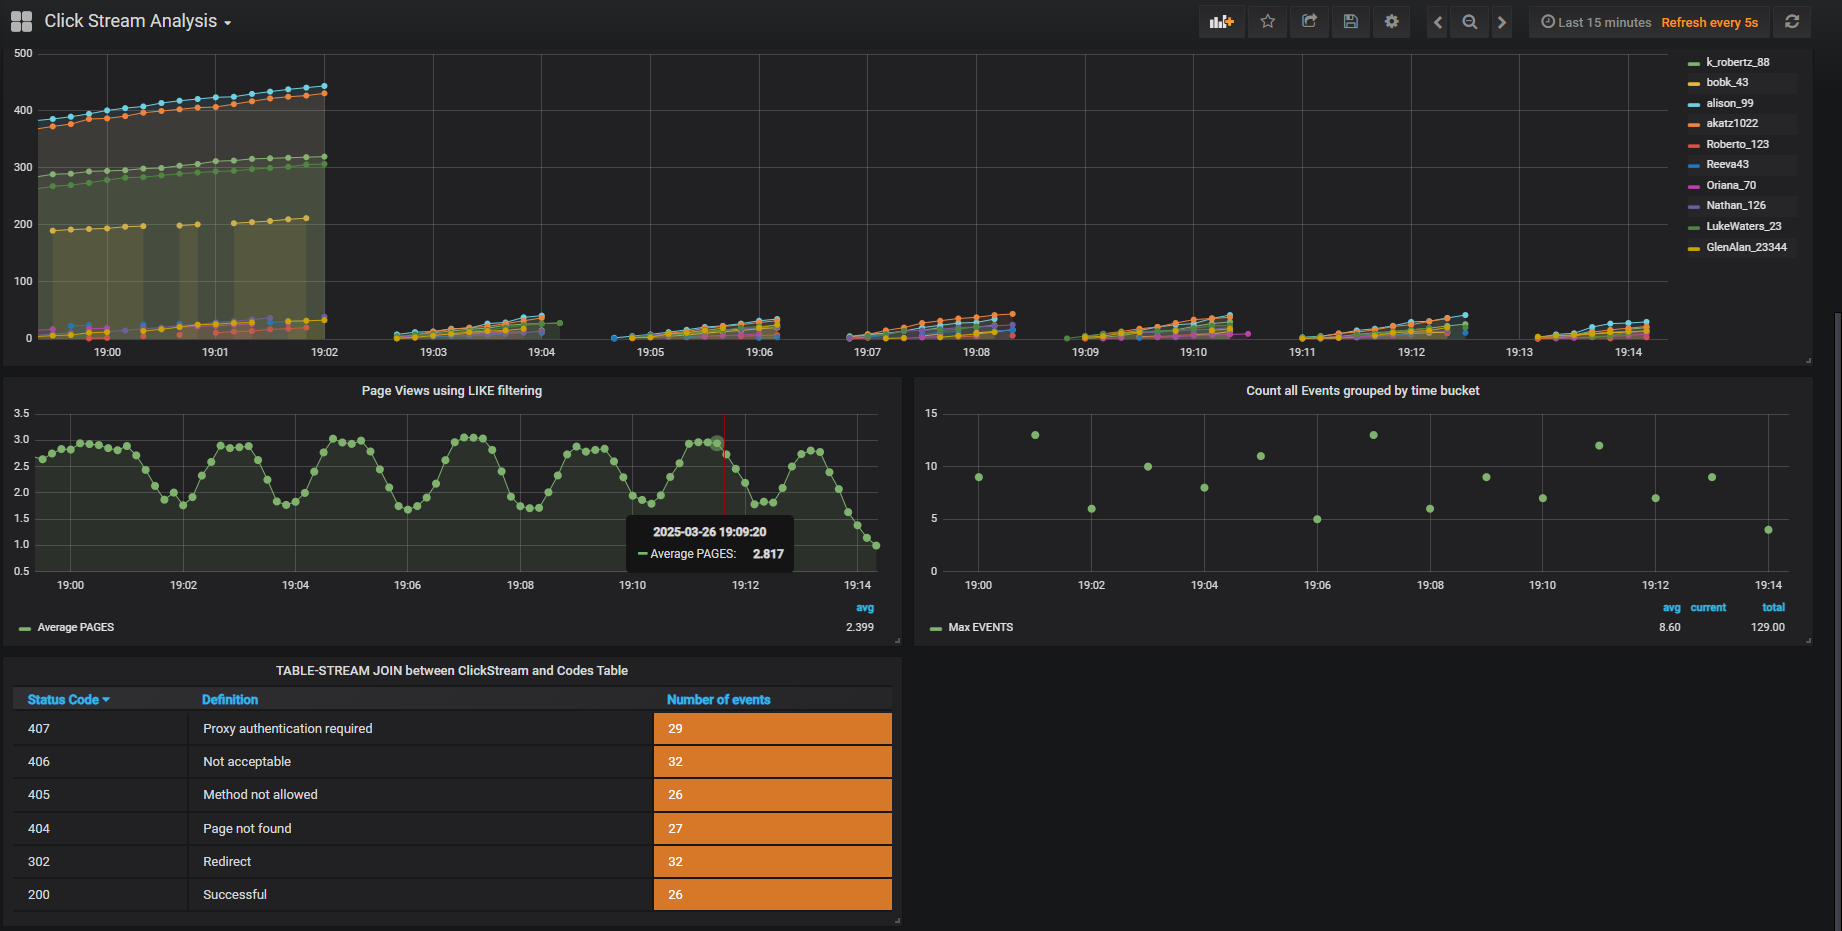 Click Stream Analysis
Last 15 minutes Refresh every 5s
500
400
300
200
100
0
19:00 19:01 19:02 19:03 19:04 19:05 19:06 19:07 19:08 19:09 19:10 19:11 19:12 19:13 19:14
k_robertz_88
bobk_43
alison_99
akatz1022
Roberto_123
Reeva43
Oriana_70
Nathan_126
LukeWaters_23
GlenAlan_23344
Page Views using LIKE filtering
3.5
3.0
2.5
2.0
1.5
1.0
0.5
19:00 19:02 19:04 19:06 19:08 19:10 19:12 19:14
2025-03-26 19:09:20
Average PAGES: 2.817
avg
Average PAGES 2.399
Count all Events grouped by time bucket
15
10
5
0
19:00 19:02 19:04 19:06 19:08 19:10 19:12 19:14
avg current total
Max EVENTS 8.60 129.00
TABLE-STREAM JOIN between ClickStream and Codes Table
Status Code Definition Number of events
407 Proxy authentication required 29
406 Not acceptable 32
405 Method not allowed 26
404 Page not found 27
302 Redirect 32
200 Successful 26